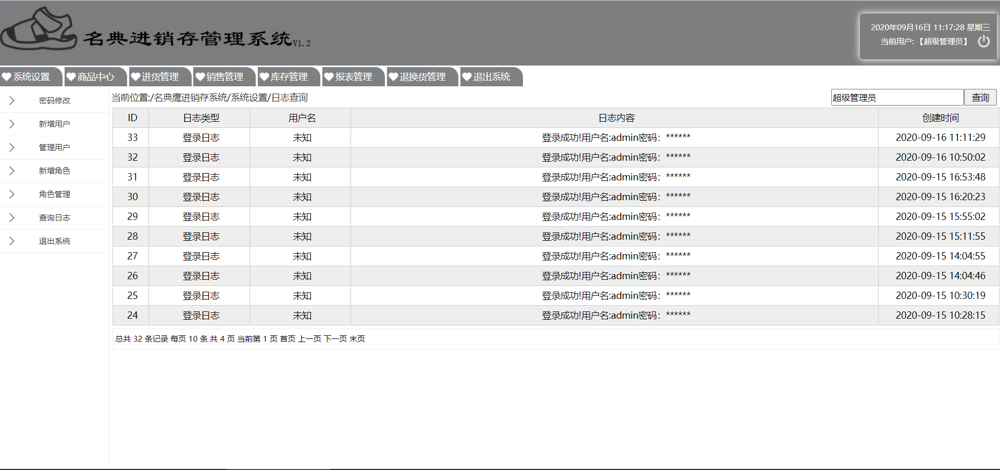 名典进销存管理系统V1.2
2020年09月16日 11:17:28 星期三
当前用户: 【超级管理员】
系统设置 商品中心 进货管理 销售管理 库存管理 报表管理 退换货管理 退出系统
密码修改
新增用户
管理用户
新增角色
角色管理
查询日志
退出系统
当前位置:/名典鹰进销存系统/系统设置/日志查询
超级管理员 查询
ID 日志类型 用户名 日志内容 创建时间
33 登录日志 未知 登录成功!用户名:admin密码：****** 2020-09-16 11:11:29
32 登录日志 未知 登录成功!用户名:admin密码：****** 2020-09-16 10:50:02
31 登录日志 未知 登录成功!用户名:admin密码：****** 2020-09-15 16:53:48
30 登录日志 未知 登录成功!用户名:admin密码：****** 2020-09-15 16:20:23
29 登录日志 未知 登录成功!用户名:admin密码：****** 2020-09-15 15:55:02
28 登录日志 未知 登录成功!用户名:admin密码：****** 2020-09-15 15:11:55
27 登录日志 未知 登录成功!用户名:admin密码：****** 2020-09-15 14:04:55
26 登录日志 未知 登录成功!用户名:admin密码：****** 2020-09-15 14:04:46
25 登录日志 未知 登录成功!用户名:admin密码：****** 2020-09-15 10:30:19
24 登录日志 未知 登录成功!用户名:admin密码：****** 2020-09-15 10:28:15
总共 32 条记录 每页 10 条 共 4 页 当前第 1 页 首页 上一页 下一页 末页